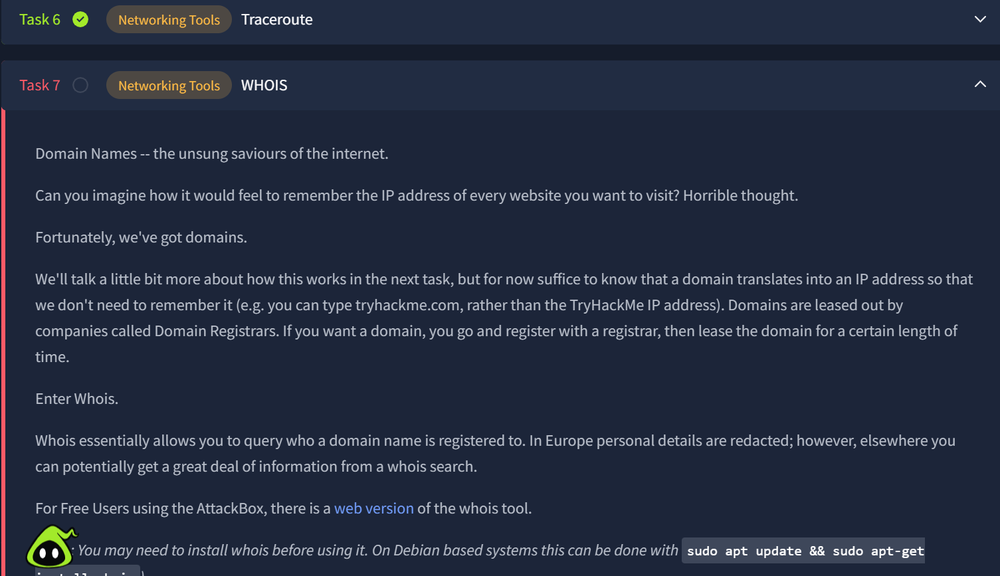 Task 6 Networking Tools Traceroute
Task 7 Networking Tools WHOIS
Domain Names -- the unsung saviours of the internet.
Can you imagine how it would feel to remember the IP address of every website you want to visit? Horrible thought.
Fortunately, we've got domains.
We'll talk a little bit more about how this works in the next task, but for now suffice to know that a domain translates into an IP address so that
we don't need to remember it (e.g. you can type tryhackme.com, rather than the TryHackMe IP address). Domains are leased out by
companies called Domain Registrars. If you want a domain, you go and register with a registrar, then lease the domain for a certain length of
time.
Enter Whois.
Whois essentially allows you to query who a domain name is registered to. In Europe personal details are redacted; however, elsewhere you
can potentially get a great deal of information from a whois search.
For Free Users using the AttackBox, there is a web version of the whois tool.
: You may need to install whois before using it. On Debian based systems this can be done with sudo apt update && sudo apt-get